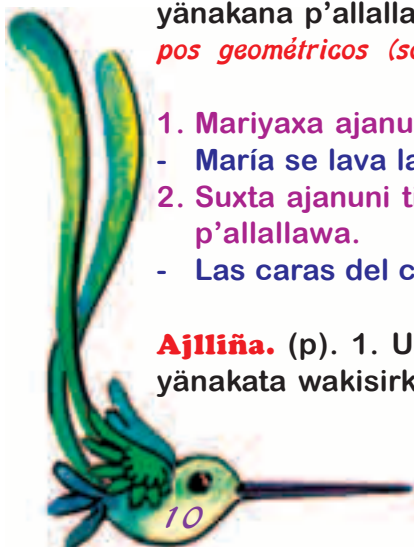 yänakana p'allalla
pos geométricos (so
1. Mariyaxa ajanu
- María se lava la
2. Suxta ajanuni t
p'allallawa.
- Las caras del c
Ajlliña. (p). 1. U
yänakata wakisirk
10